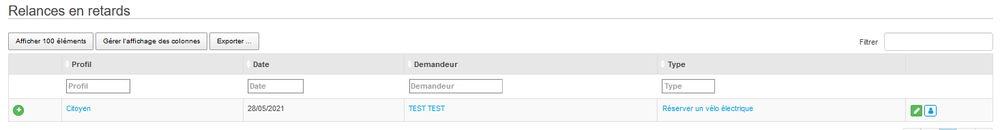 Relances en retards
Afficher 100 éléments Gérer l'affichage des colonnes Exporter ... Filtrer
Profil Date Demandeur Type
Profil Date Demandeur Type
Citoyen 28/05/2021 TEST TEST Réserver un vélo électrique